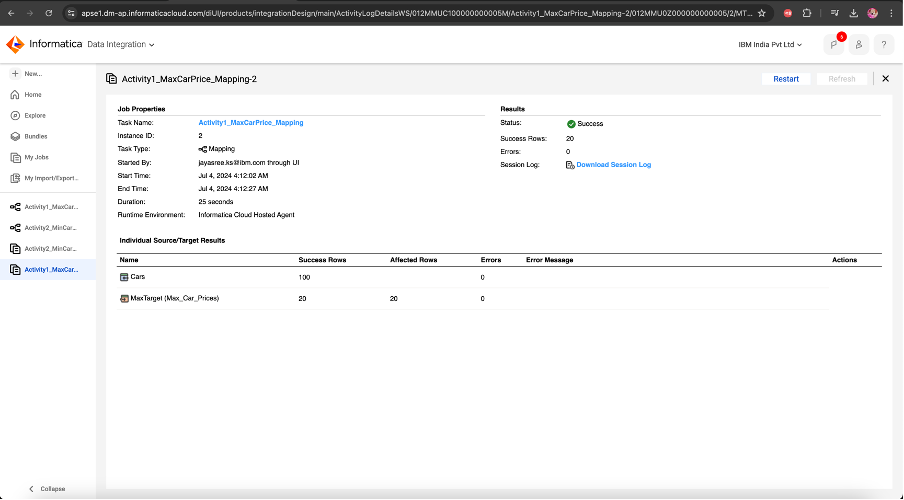 apse1.dm-ap.informaticacloud.com/diUI/products/integrationDesign/main/ActivityLogDetailsWS/012MMUC100000000005M/Activity1_MaxCarPrice_Mapping-2/012MMU0Z000000000005/2/MT...
Informatica Data Integration
IBM India Pvt Ltd
6
?
New...
Home
Explore
Bundles
My Jobs
My Import/Export...
Activity1_MaxCar...
Activity2_MinCar...
Activity2_MinCar...
Activity1_MaxCar...
Collapse
Activity1_MaxCarPrice_Mapping-2
Restart
Refresh
Job Properties
Task Name: Activity1_MaxCarPrice_Mapping
Instance ID: 2
Task Type: Mapping
Started By: jayasree.ks@ibm.com through UI
Start Time: Jul 4, 2024 4:12:02 AM
End Time: Jul 4, 2024 4:12:27 AM
Duration: 25 seconds
Runtime Environment: Informatica Cloud Hosted Agent
Results
Status: Success
Success Rows: 20
Errors: 0
Session Log: Download Session Log
Individual Source/Target Results
Name Success Rows Affected Rows Errors Error Message Actions
Cars 100 0
MaxTarget (Max_Car_Prices) 20 20 0